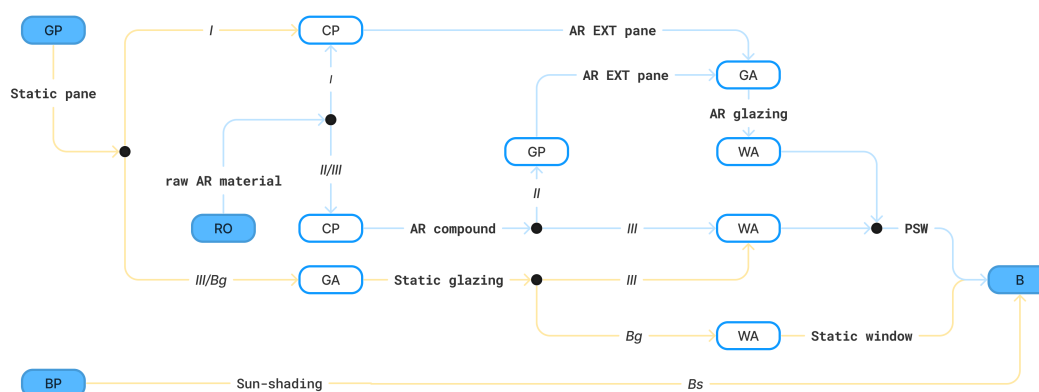 GP
I
CP
AR EXT pane
AR EXT pane
GA
I
Static pane
AR glazing
GP
WA
II/III
raw AR material
II
RO
CP
AR compound
III
WA
PSW
III/Bg
GA
Static glazing
III
B
Bg
WA
Static window
BP
Sun-shading
Bs